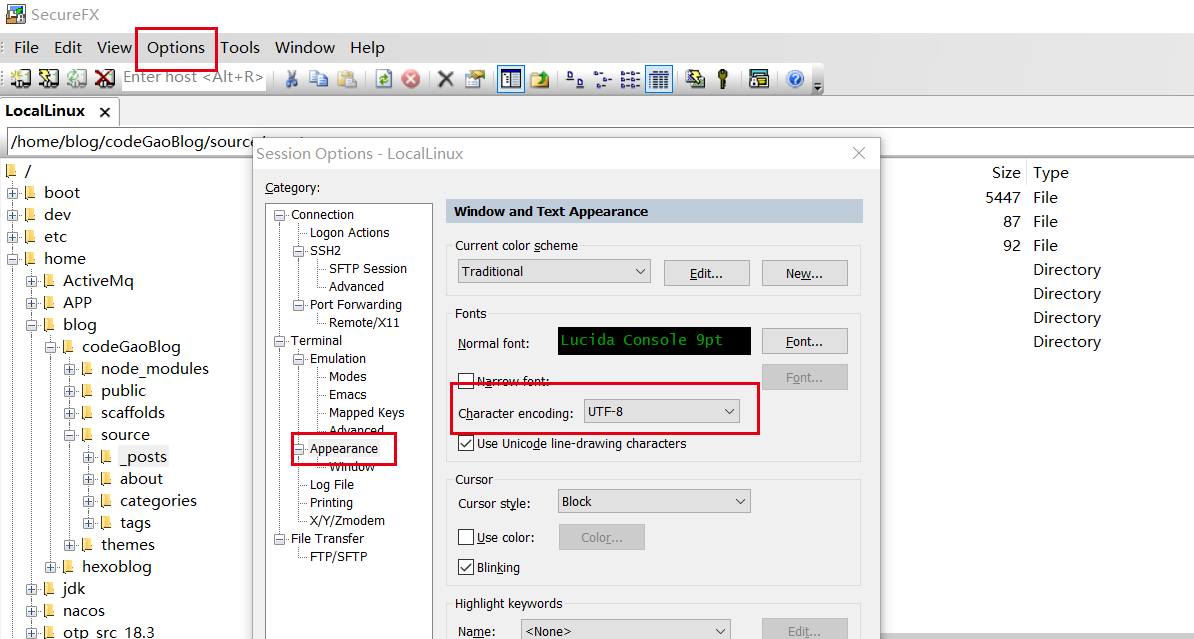 SecureFX
File Edit View Options Tools Window Help
Enter host <Alt+R>
LocalLinux
/home/blog/codeGaoBlog/source
Session Options - LocalLinux
/
boot
dev
etc
home
ActiveMq
APP
blog
codeGaoBlog
node_modules
public
scaffolds
source
_posts
about
categories
tags
themes
hexoblog
jdk
nacos
otp_src_18.3
Category:
Connection
Logon Actions
SSH2
SFTP Session
Advanced
Port Forwarding
Remote/X11
Terminal
Emulation
Modes
Emacs
Mapped Keys
Advanced
Appearance
Window
Log File
Printing
X/Y/Zmodem
File Transfer
FTP/SFTP
Window and Text Appearance
Current color scheme
Traditional Edit... New...
Fonts
Normal font: Lucida Console 9pt Font...
Narrow font: Font...
Character encoding: UTF-8
Use Unicode line-drawing characters
Cursor
Cursor style: Block
Use color: Color...
Blinking
Highlight keywords
Name: <None> Edit...
Size Type
5447 File
87 File
92 File
Directory
Directory
Directory
Directory